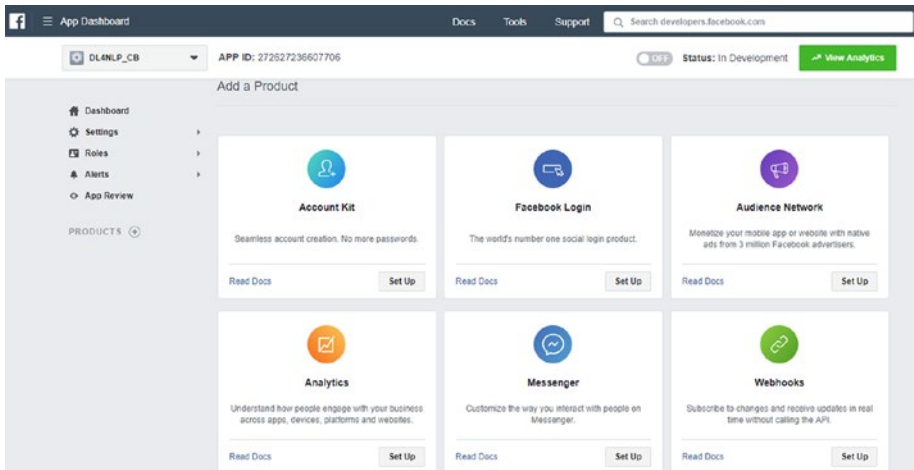 App Dashboard
Docs Tools Support Search developers.facebook.com
DL4NLP_CB APP ID: 272627236607706 OFF Status: In Development View Analytics
Add a Product
Dashboard
Settings
Roles
Alerts
App Review
PRODUCTS
Account Kit
Seamless account creation. No more passwords.
Read Docs Set Up
Facebook Login
The world's number one social login product.
Read Docs Set Up
Audience Network
Monetize your mobile app or website with native
ads from 3 million Facebook advertisers.
Read Docs Set Up
Analytics
Understand how people engage with your business
across apps, devices, platforms and websites.
Read Docs Set Up
Messenger
Customize the way you interact with people on
Messenger.
Read Docs Set Up
Webhooks
Subscribe to changes and receive updates in real
time without calling the API.
Read Docs Set Up